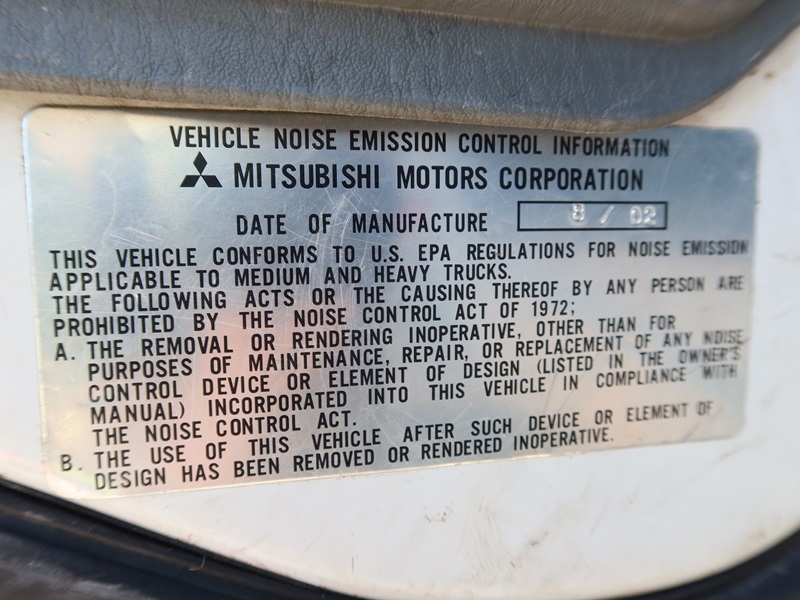 VEHICLE NOISE EMISSION CONTROL INFORMATION
MITSUBISHI MOTORS CORPORATION
DATE OF MANUFACTURE 8 / 02
THIS VEHICLE CONFORMS TO U.S. EPA REGULATIONS FOR NOISE EMISSION
APPLICABLE TO MEDIUM AND HEAVY TRUCKS.
THE FOLLOWING ACTS OR THE CAUSING THEREOF BY ANY PERSON ARE
PROHIBITED BY THE NOISE CONTROL ACT OF 1972;
A. THE REMOVAL OR RENDERING INOPERATIVE, OTHER THAN FOR
PURPOSES OF MAINTENANCE, REPAIR, OR REPLACEMENT OF ANY NOISE
CONTROL DEVICE OR ELEMENT OF DESIGN (LISTED IN THE OWNER'S
MANUAL) INCORPORATED INTO THIS VEHICLE IN COMPLIANCE WITH
THE NOISE CONTROL ACT.
B. THE USE OF THIS VEHICLE AFTER SUCH DEVICE OR ELEMENT OF
DESIGN HAS BEEN REMOVED OR RENDERED INOPERATIVE.